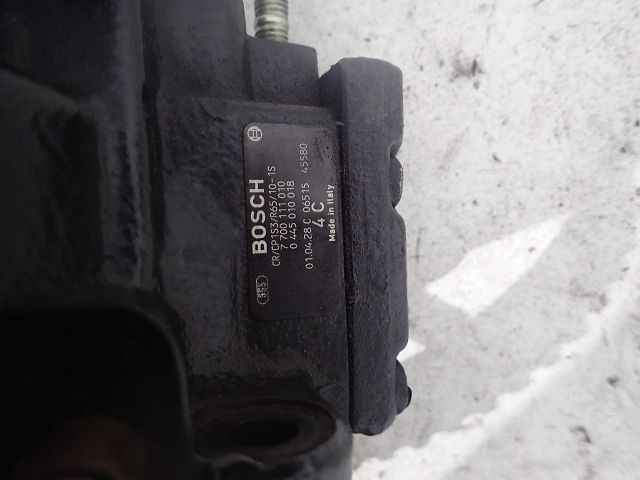 BOSCH
CR/CP1S3/R65/10-1S
7 700 111 010
0 445 010 018
01.04.28 C 06515 45580
4 C
Made in Italy